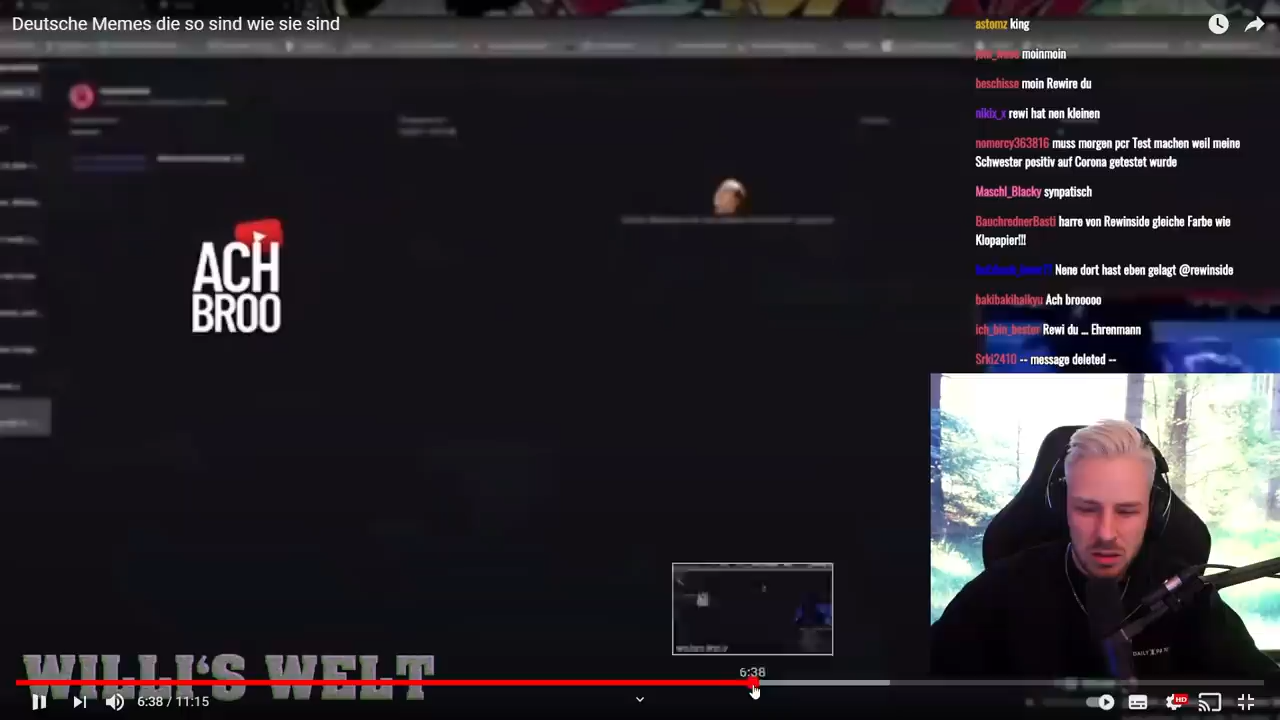 Deutsche Memes die so sind wie sie sind
astomz king
moinmoin
beschisse moin Rewire du
nikix_x rewi hat nen kleinen
nomercy363816 muss morgen pcr Test machen weil meine
Schwester positiv auf Corona getestet wurde
Maschl_Blacky synpatisch
BauchrednerBasti harre von Rewinside gleiche Farbe wie
Klopapier!!!
Nene dort hast eben gelagt @rewinside
bakibakihaikyu Ach brooooo
ich_bin_bester Rewi du ... Ehrenmann
Srki2410 -- message deleted --
ACH
BROO
WILLI'S WELT
6:38
6:38 / 11:15
HD